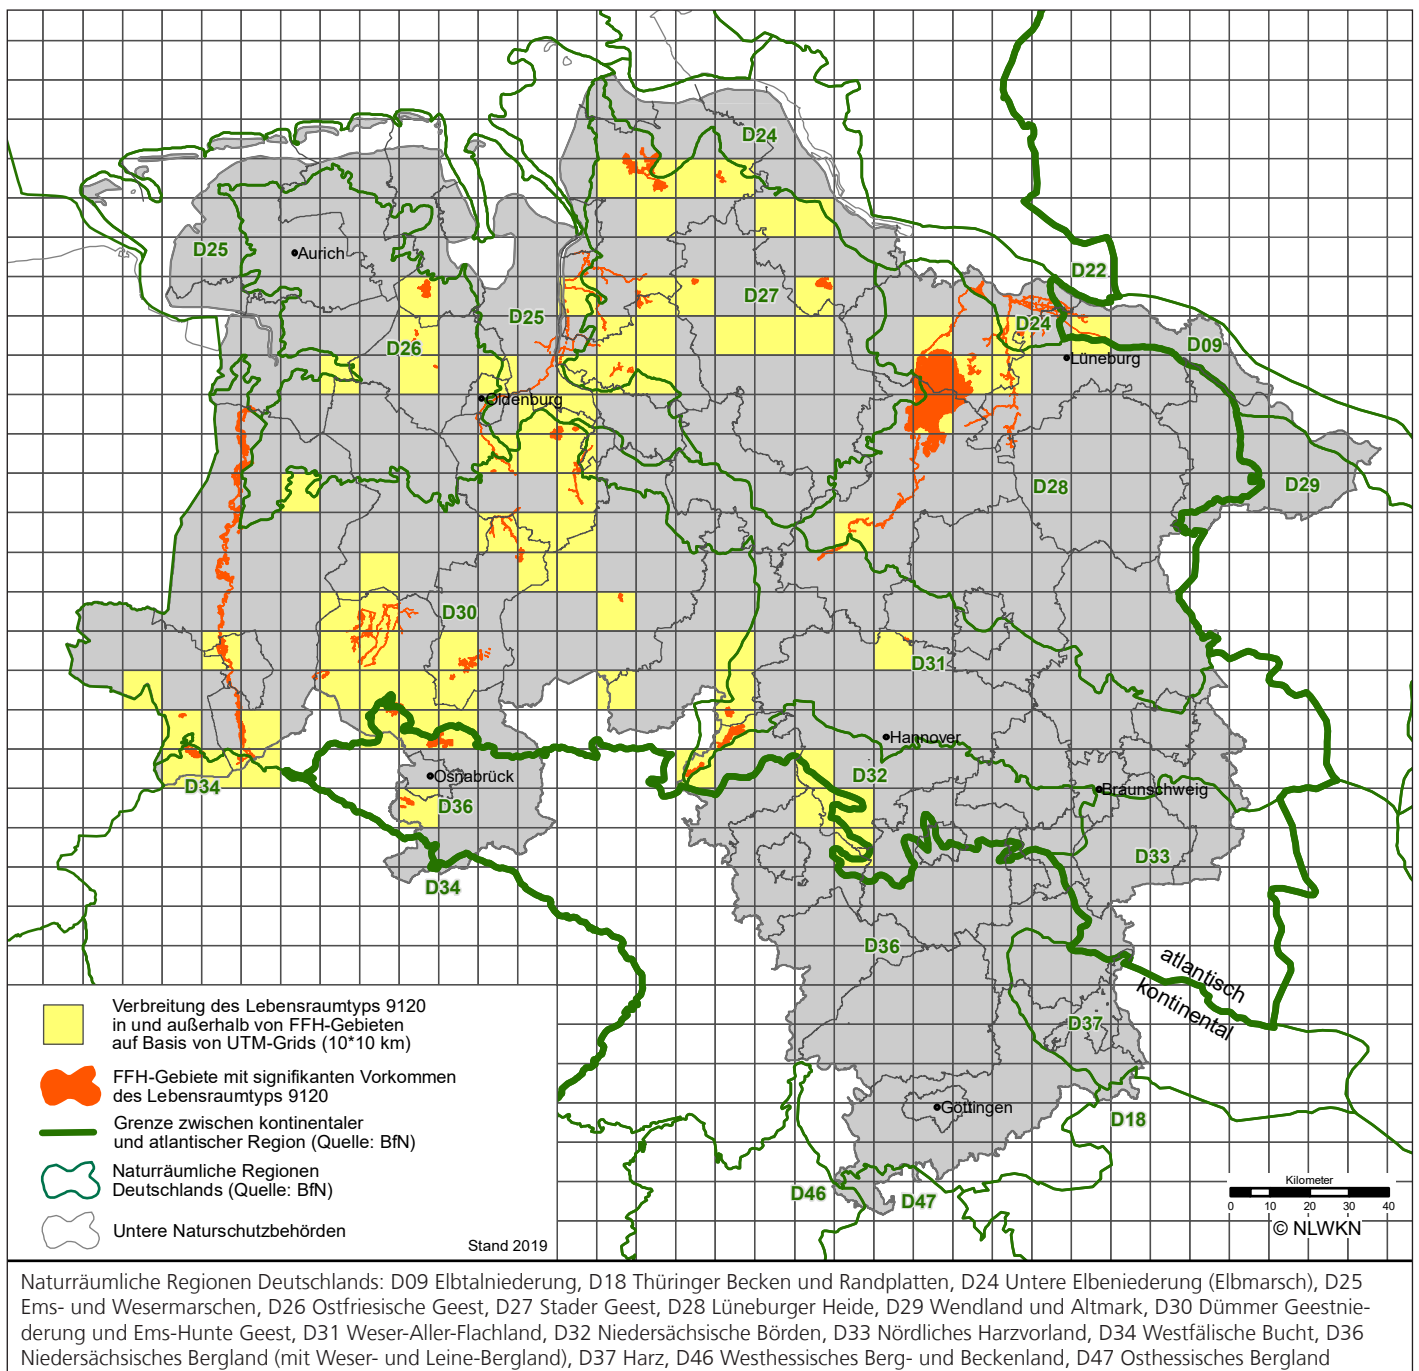 D24
D25
Aurich
D22
D27
D25
D24
D26
D09
Lüneburg
Oldenburg
D28
D29
D30
D31
Hannover
D32
Osnabrück
D34
Braunschweig
D36
D33
D34
D36
atlantisch
kontinental
D37
Göttingen
D18
D46
D47
Verbreitung des Lebensraumtyps 9120
in und außerhalb von FFH-Gebieten
auf Basis von UTM-Grids (10*10 km)
FFH-Gebiete mit signifikanten Vorkommen
des Lebensraumtyps 9120
Grenze zwischen kontinentaler
und atlantischer Region (Quelle: BfN)
Naturräumliche Regionen
Deutschlands (Quelle: BfN)
Untere Naturschutzbehörden
Stand 2019
Kilometer
0 10 20 30 40
© NLWKN
Naturräumliche Regionen Deutschlands: D09 Elbtalniederung, D18 Thüringer Becken und Randplatten, D24 Untere Elbeniederung (Elbmarsch), D25
Ems- und Wesermarschen, D26 Ostfriesische Geest, D27 Stader Geest, D28 Lüneburger Heide, D29 Wendland und Altmark, D30 Dümmer Geestnie-
derung und Ems-Hunte Geest, D31 Weser-Aller-Flachland, D32 Niedersächsische Börden, D33 Nördliches Harzvorland, D34 Westfälische Bucht, D36
Niedersächsisches Bergland (mit Weser- und Leine-Bergland), D37 Harz, D46 Westhessisches Berg- und Beckenland, D47 Osthessisches Bergland